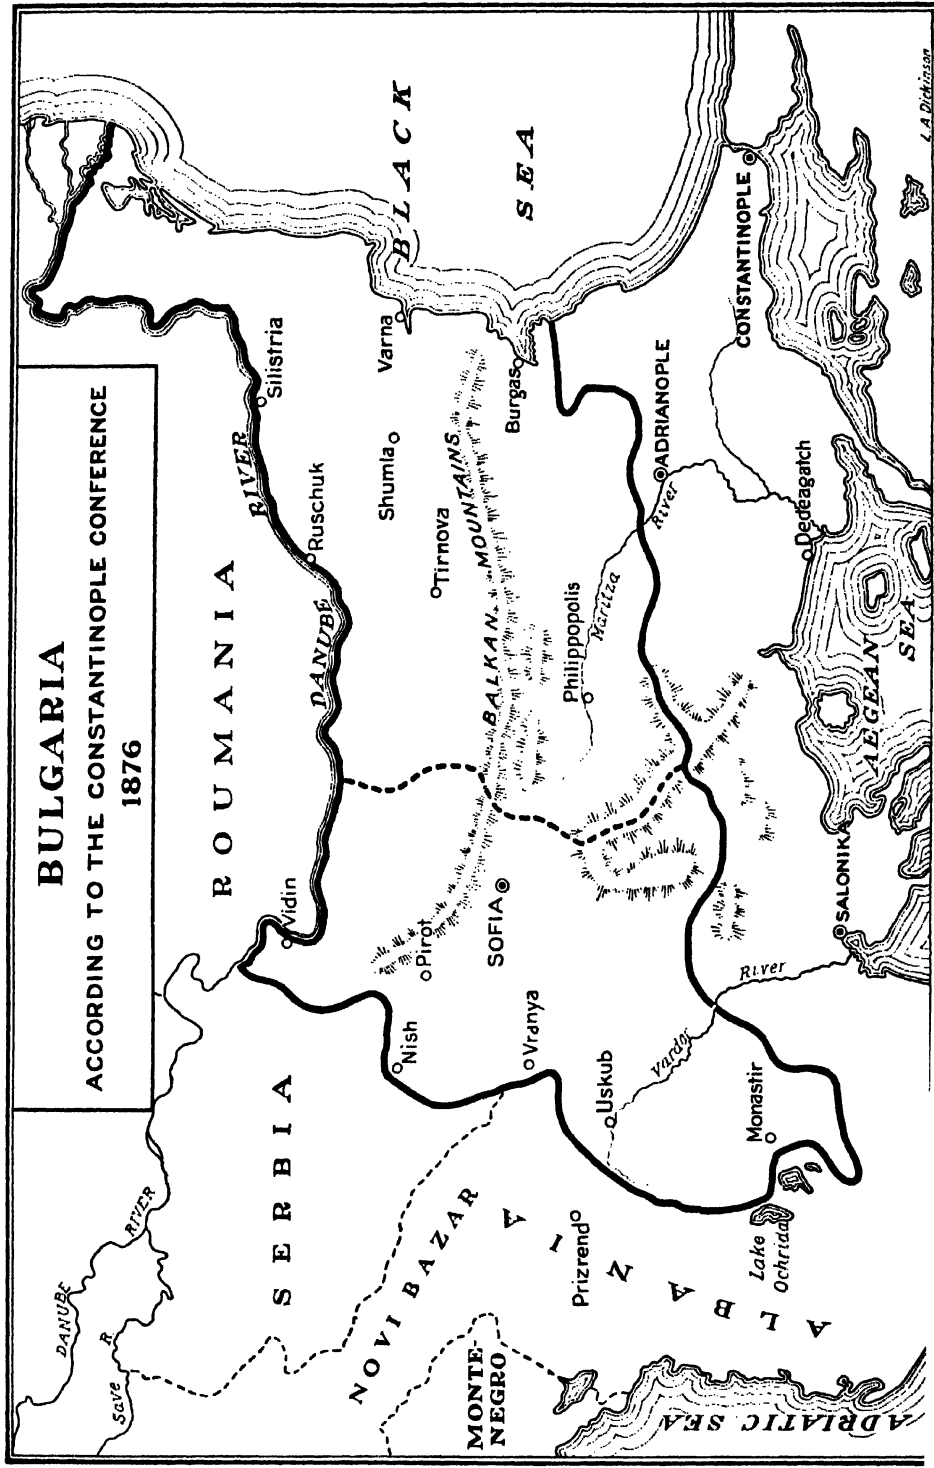 BULGARIA
ACCORDING TO THE CONSTANTINOPLE CONFERENCE
1876
DANUBE
RIVER
Save
R.
ROUMANIA
RIVER
DANUBE
SERBIA
NOVI BAZAR
MONTE-
NEGRO
ALBANIA
ADRIATIC SEA
Vidin
Silistria
Ruschuk
Varna
Shumla
Tirnova
BALKAN MOUNTAINS
Burgas
BLACK
SEA
Nish
Pirot
SOFIA
Vranya
Philippopolis
Maritza
River
ADRIANOPLE
CONSTANTINOPLE
Dedeagatch
Uskub
Vardar
River
Prizrend
Monastir
Lake
Ochrida
SALONIKA
AEGEAN
SEA
L.A.Dickinson